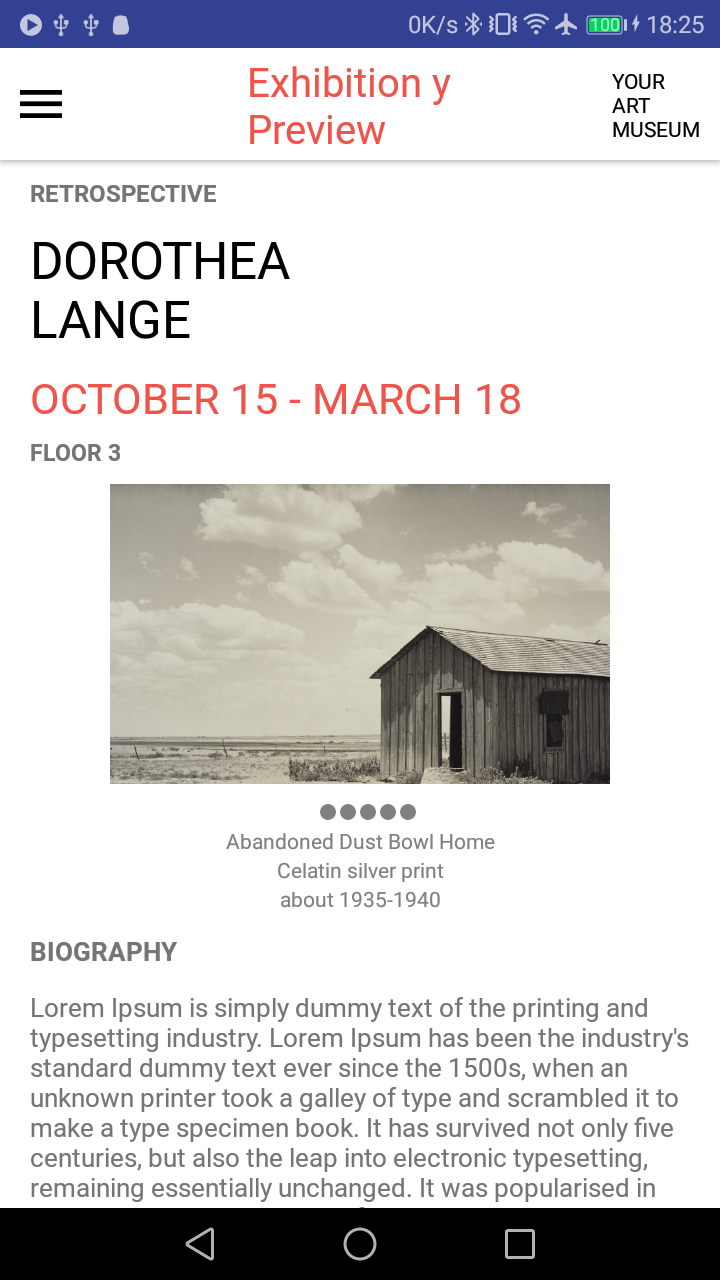 0K/s 100 18:25
Exhibition y
Preview
YOUR
ART
MUSEUM
RETROSPECTIVE
DOROTHEA
LANGE
OCTOBER 15 - MARCH 18
FLOOR 3
Abandoned Dust Bowl Home
Celatin silver print
about 1935-1940
BIOGRAPHY
Lorem Ipsum is simply dummy text of the printing and
typesetting industry. Lorem Ipsum has been the industry's
standard dummy text ever since the 1500s, when an
unknown printer took a galley of type and scrambled it to
make a type specimen book. It has survived not only five
centuries, but also the leap into electronic typesetting,
remaining essentially unchanged. It was popularised in